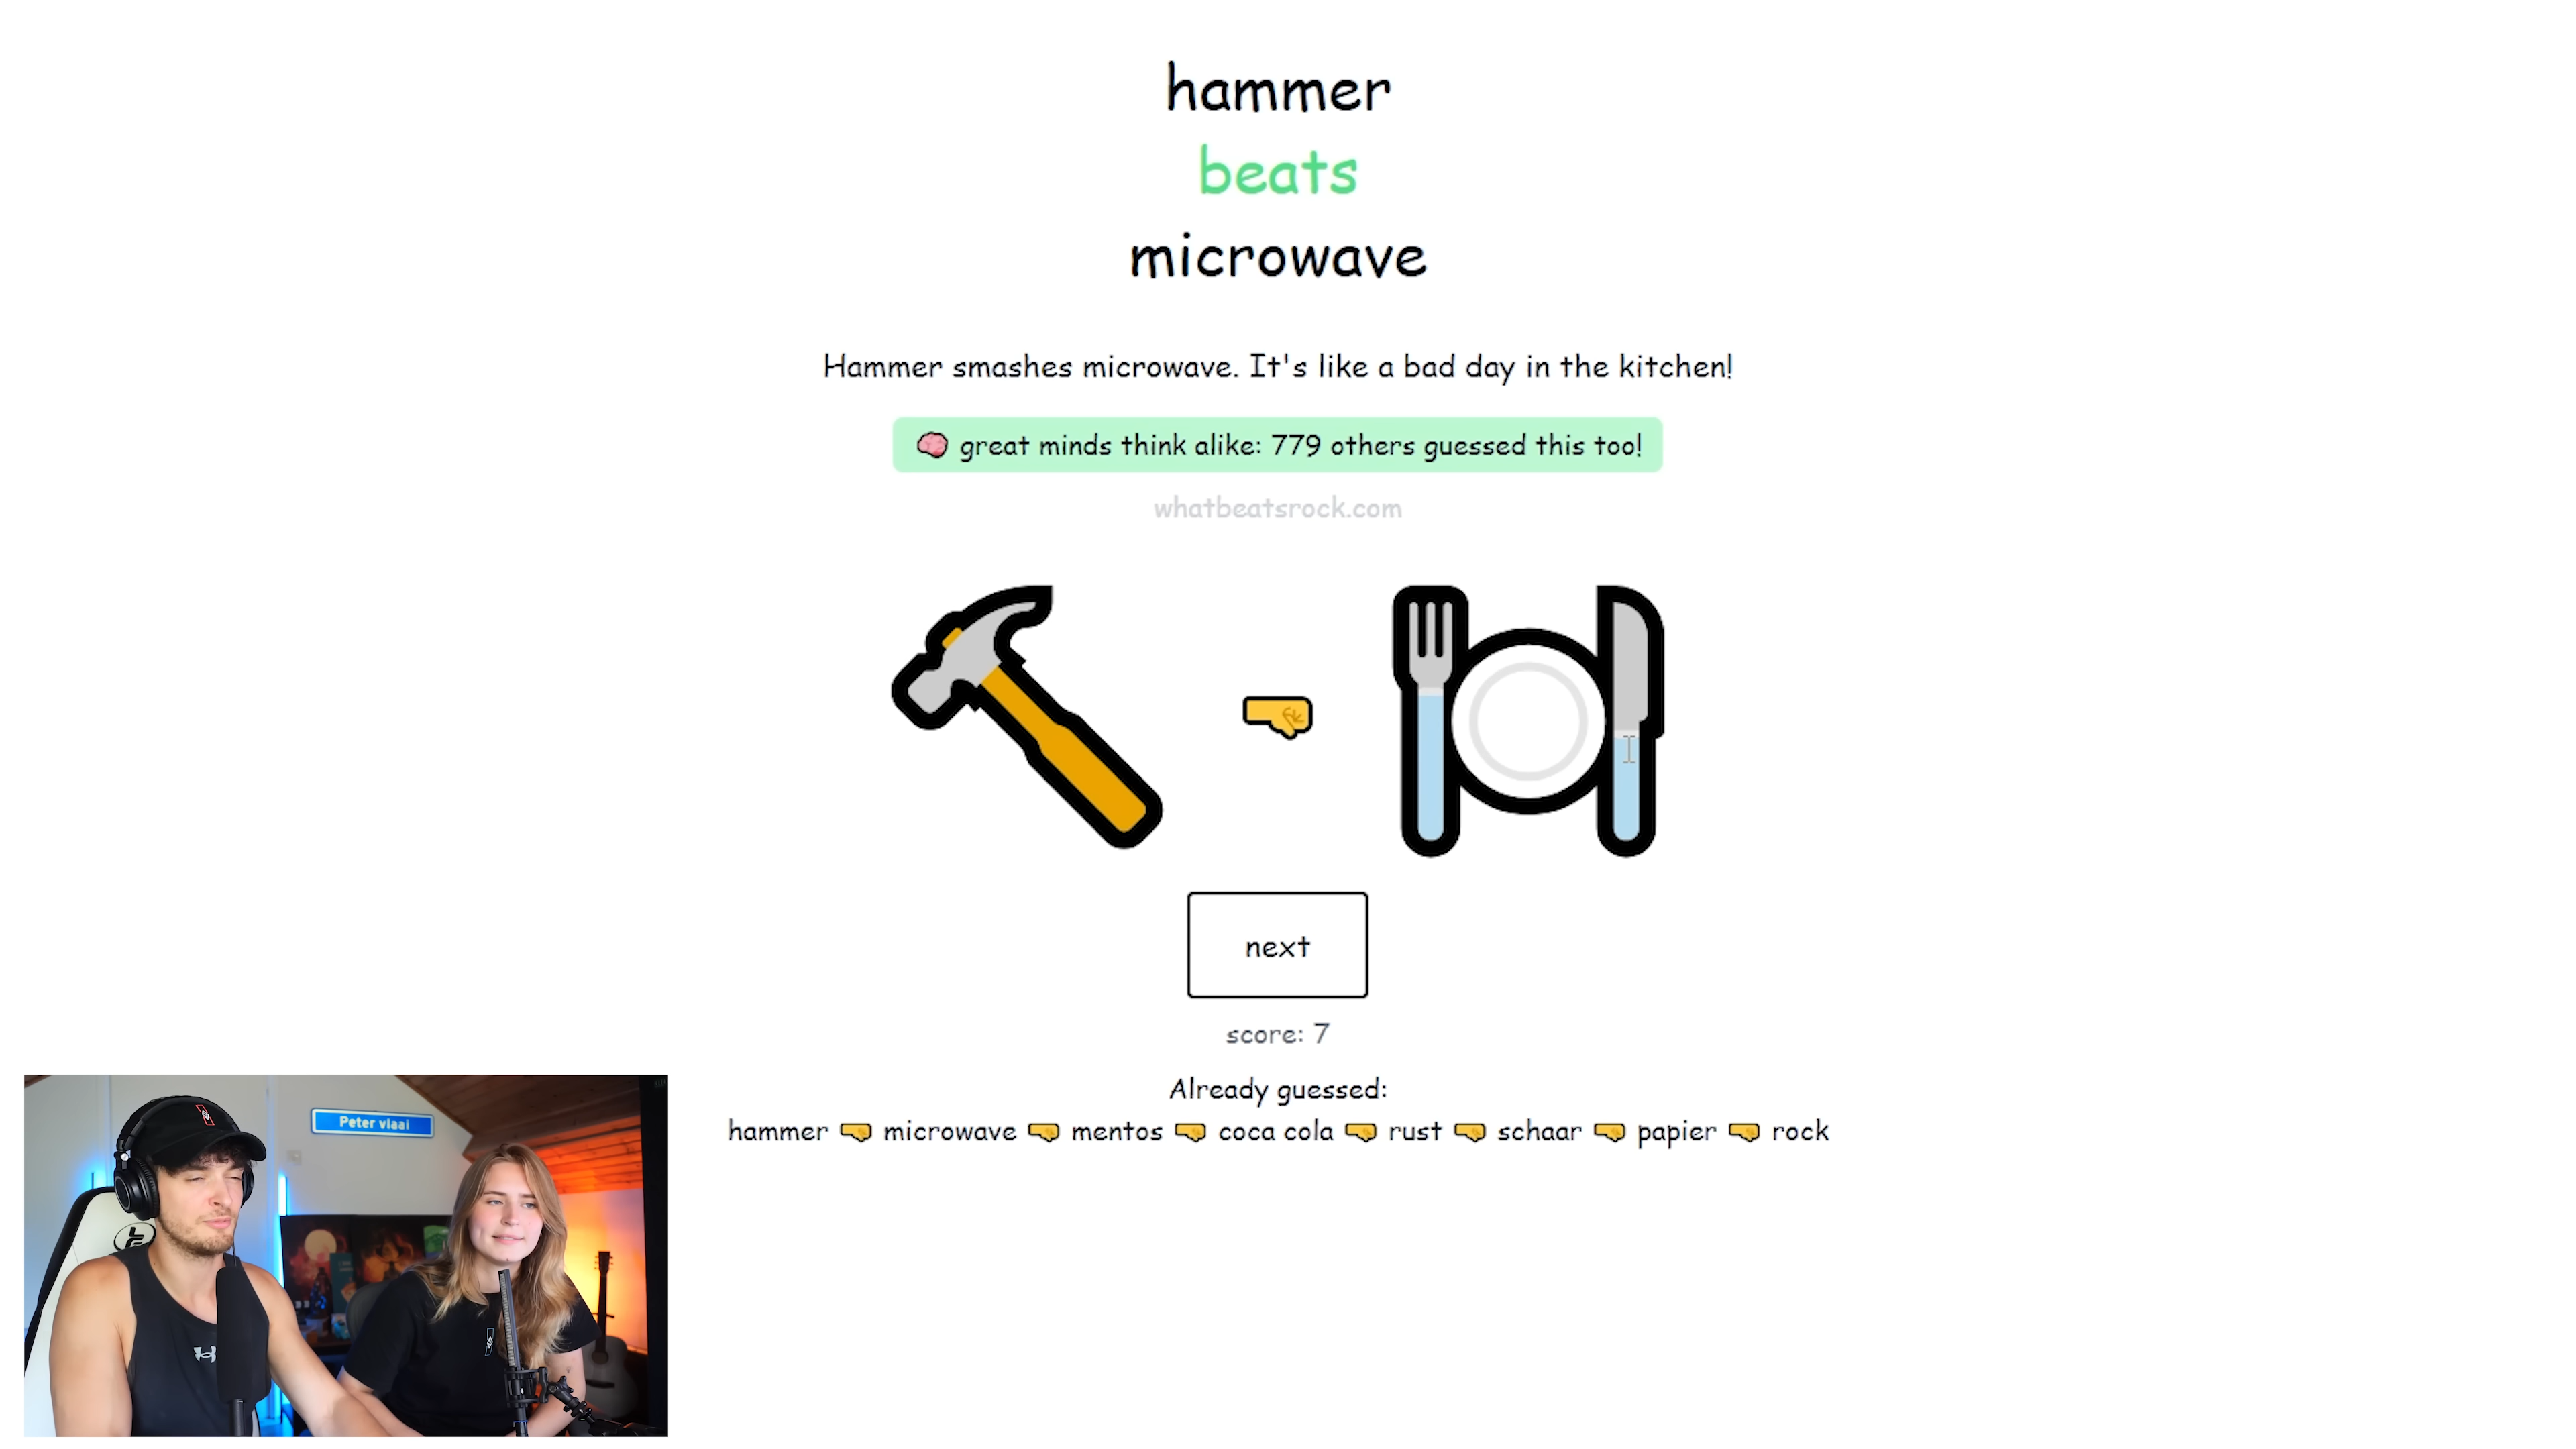 hammer
beats
microwave
Hammer smashes microwave. It's like a bad day in the kitchen!
great minds think alike: 779 others guessed this too!
whatbeatsrock.com
next
score: 7
Already guessed:
hammer microwave mentos coca cola rust schaar papier rock
Peter vlaai